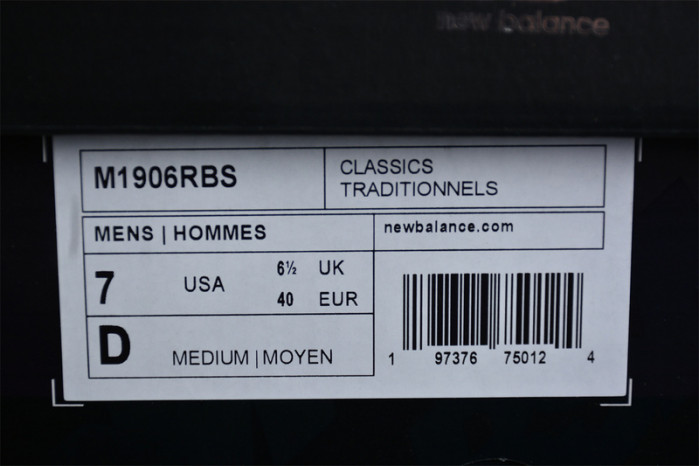 new balance
M1906RBS
CLASSICS
TRADITIONNELS
MENS | HOMMES
newbalance.com
7 USA 6½ UK
40 EUR
D MEDIUM | MOYEN
1 97376 75012 4